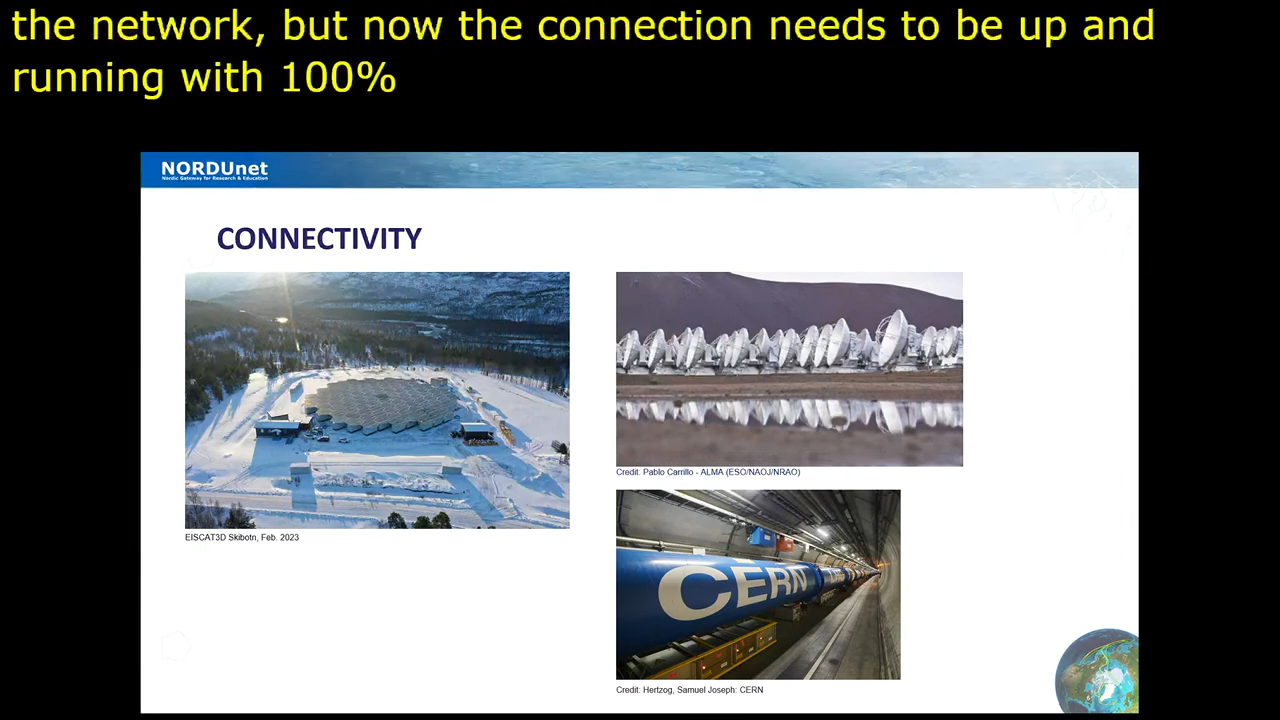 the network, but now the connection needs to be up and
running with 100%
NORDUnet
Nordic Gateway for Research & Education
CONNECTIVITY
EISCAT3D Skibotn, Feb. 2023
Credit: Pablo Carrillo - ALMA (ESO/NAOJ/NRAO)
CERN
Credit: Hertzog, Samuel Joseph: CERN